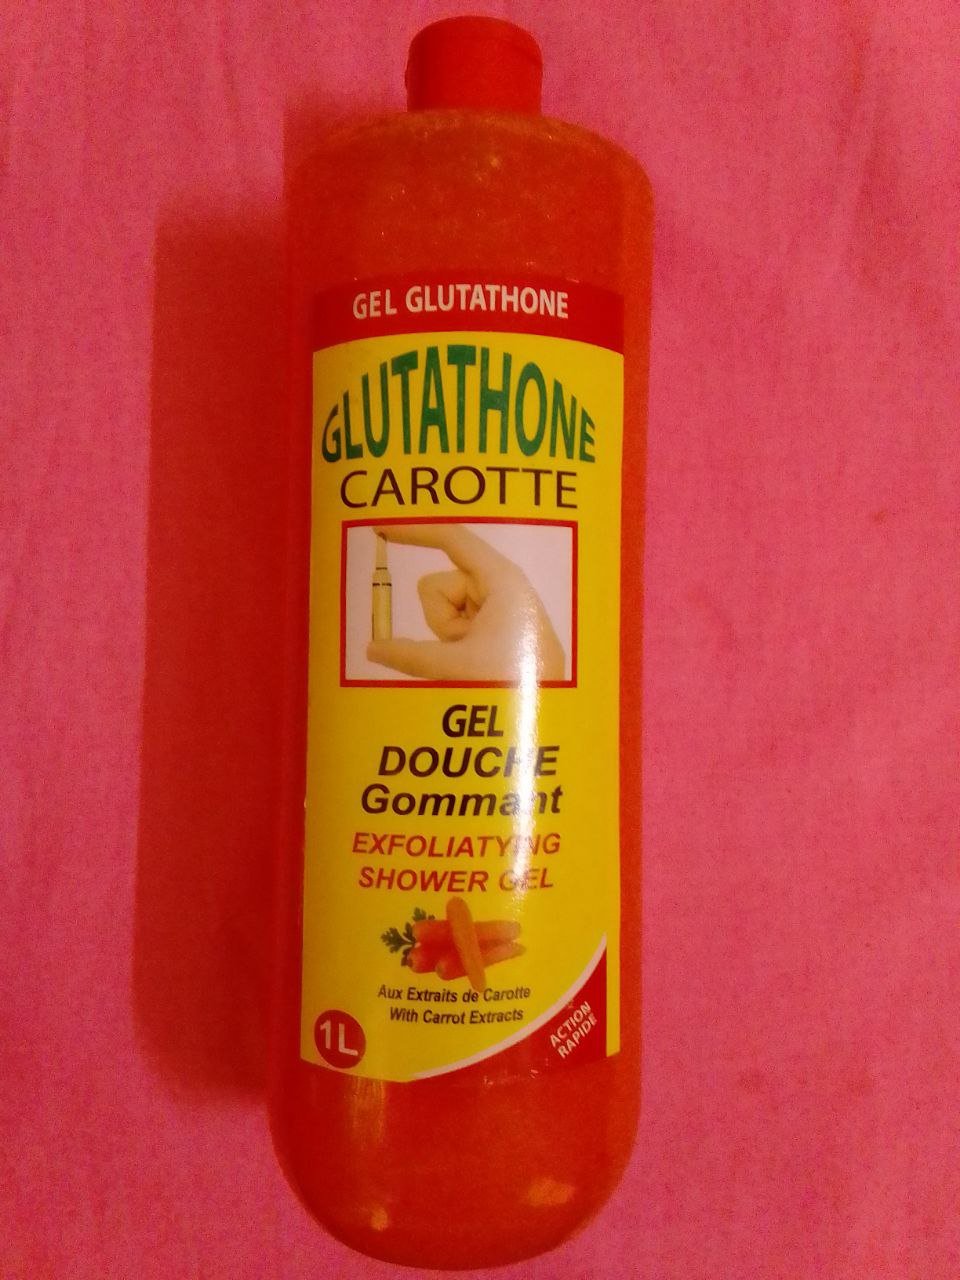 GEL GLUTATHONE
GLUTATHONE
CAROTTE
GEL
DOUCHE
Gommant
EXFOLIATYING
SHOWER GEL
Aux Extraits de Carotte
With Carrot Extracts
1L
ACTION
RAPIDE